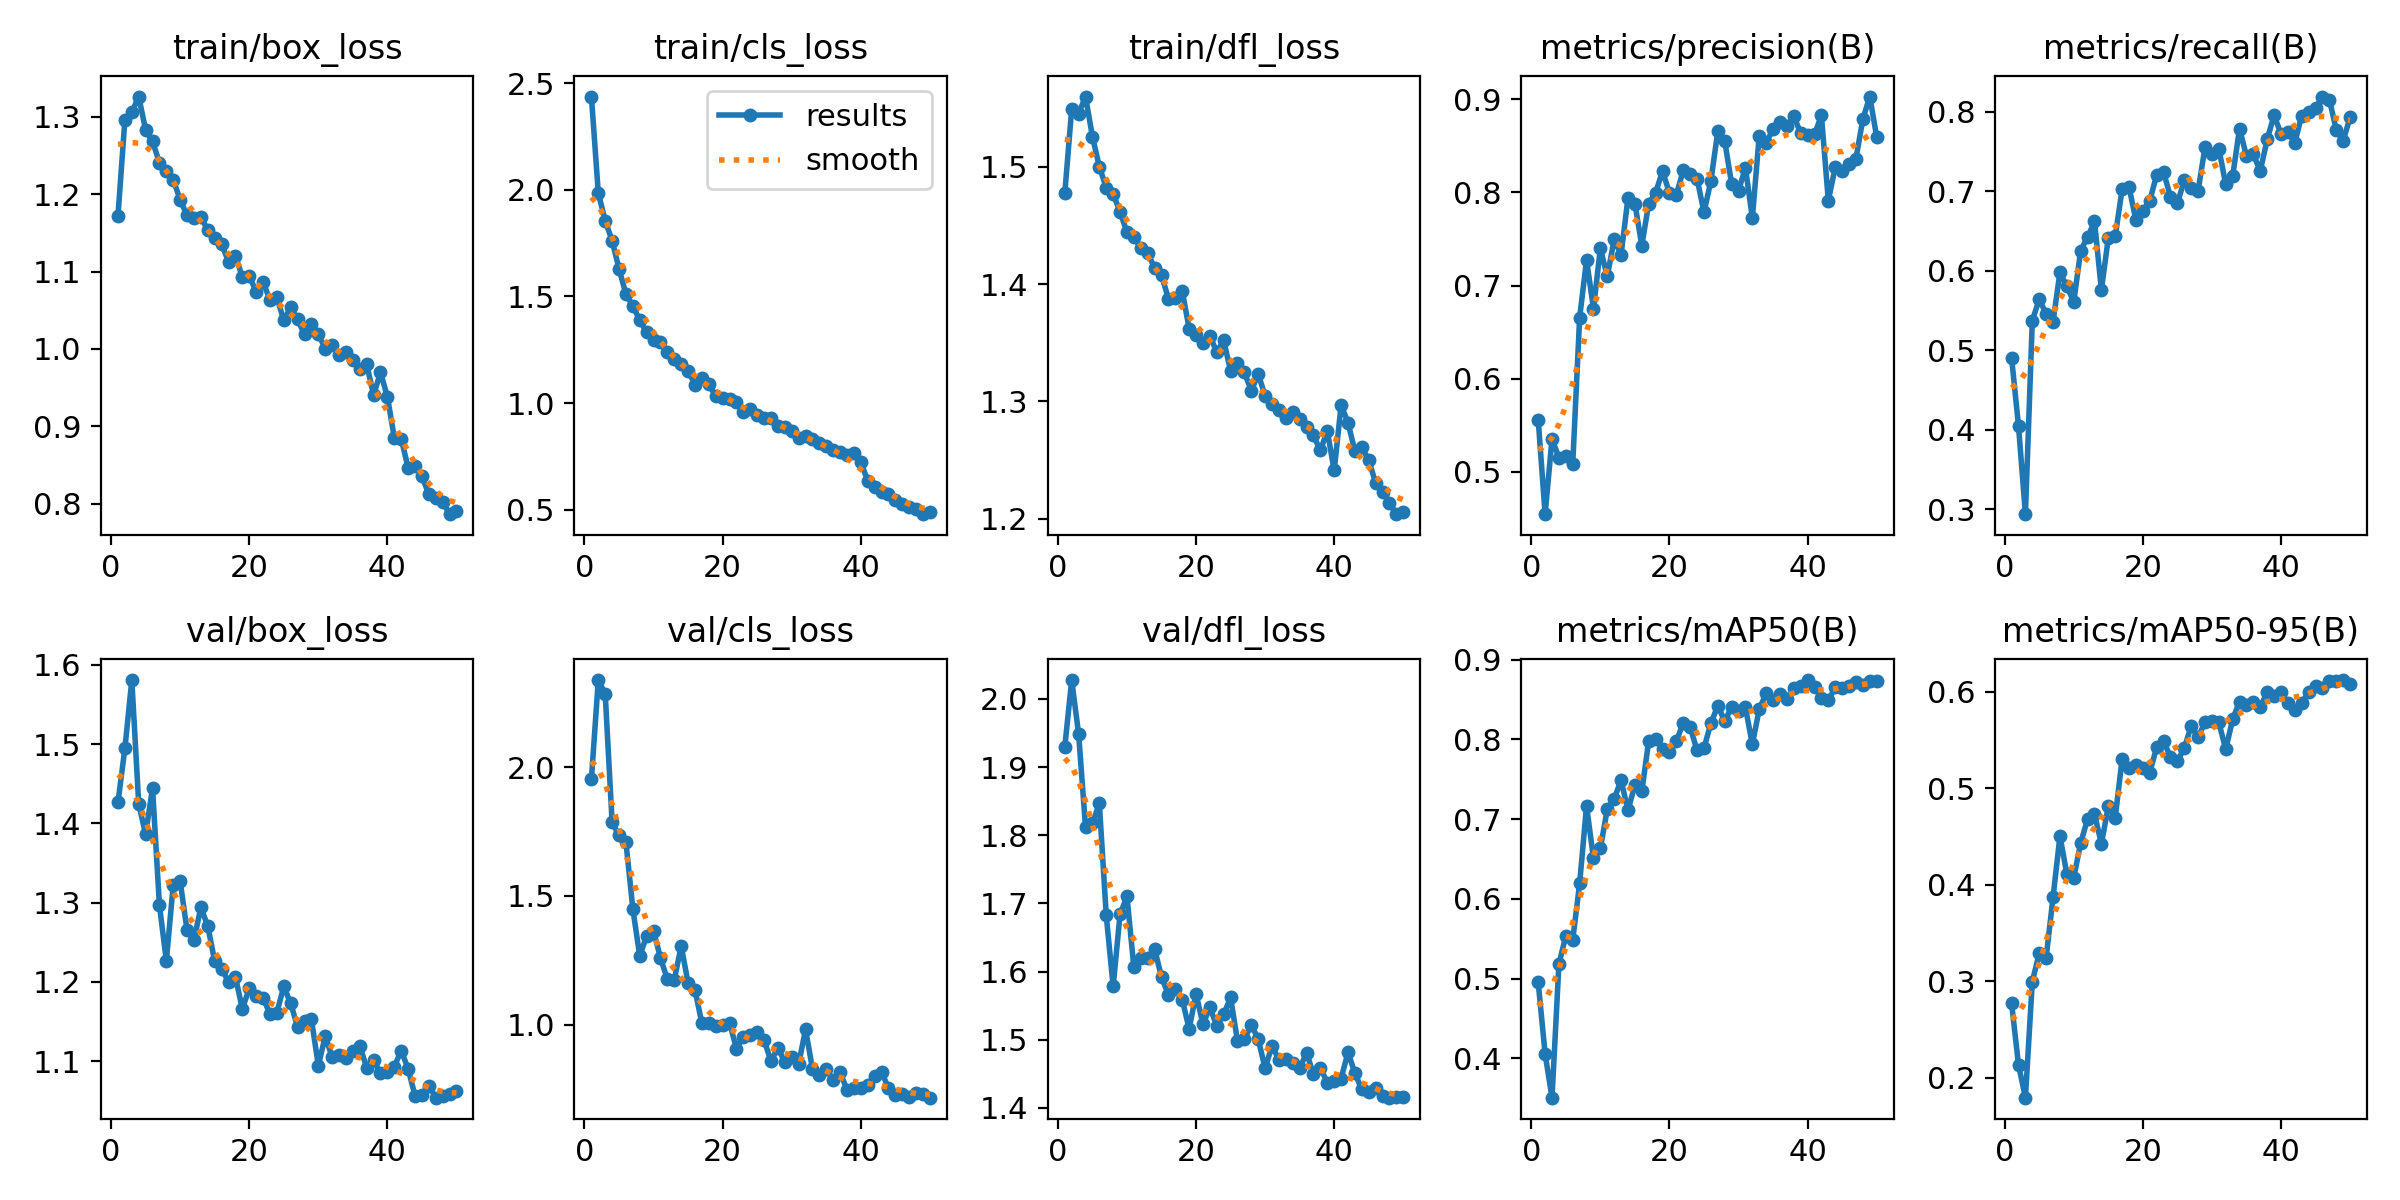 train/box_loss
1.3
1.2
1.1
1.0
0.9
0.8
0 20 40
train/cls_loss
2.5
2.0
1.5
1.0
0.5
0 20 40
results
smooth
train/dfl_loss
1.5
1.4
1.3
1.2
0 20 40
metrics/precision(B)
0.9
0.8
0.7
0.6
0.5
0 20 40
metrics/recall(B)
0.8
0.7
0.6
0.5
0.4
0.3
0 20 40
val/box_loss
1.6
1.5
1.4
1.3
1.2
1.1
0 20 40
val/cls_loss
2.0
1.5
1.0
0 20 40
val/dfl_loss
2.0
1.9
1.8
1.7
1.6
1.5
1.4
0 20 40
metrics/mAP50(B)
0.9
0.8
0.7
0.6
0.5
0.4
0 20 40
metrics/mAP50-95(B)
0.6
0.5
0.4
0.3
0.2
0 20 40